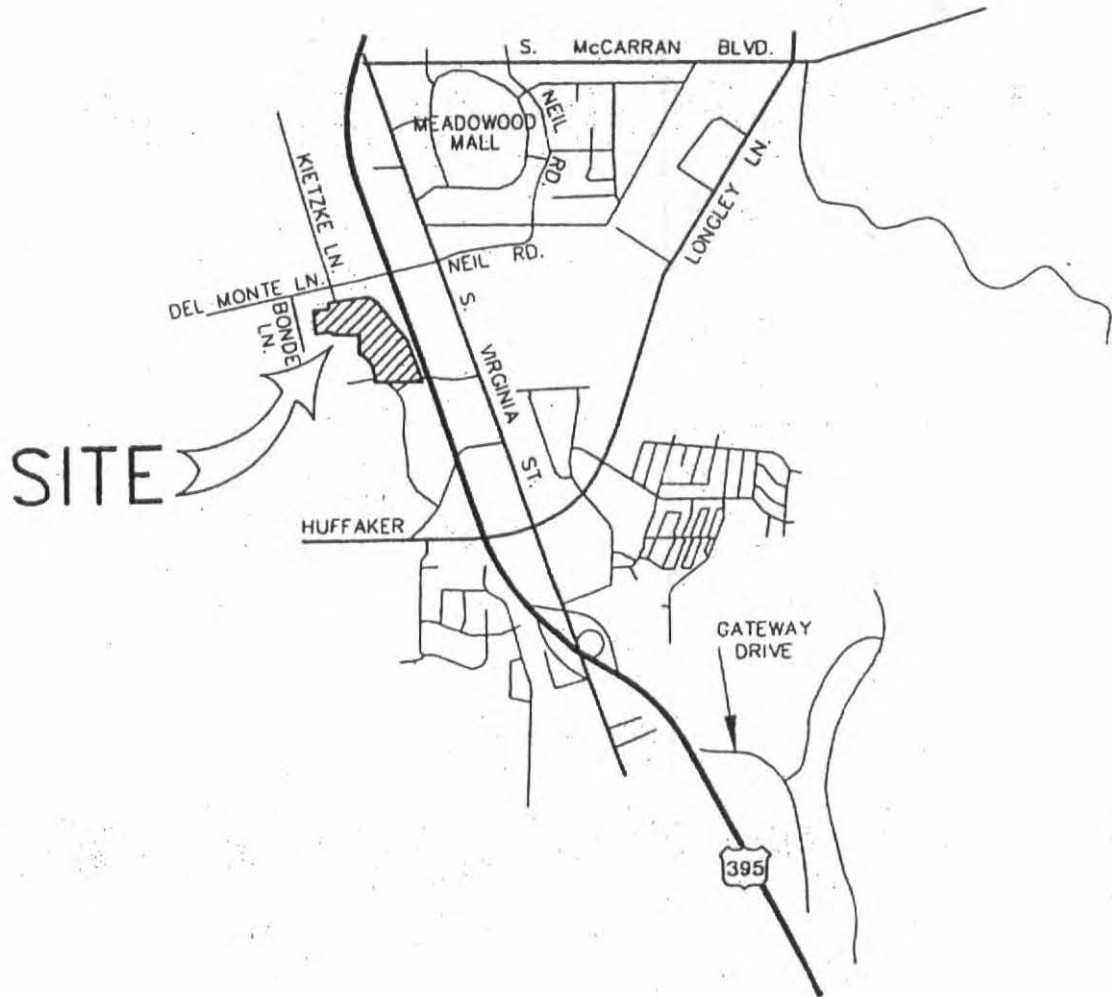 S. McCARRAN BLVD.
NEIL RD.
MEADOWOOD
MALL
KIETZKE LN.
LONGLEY LN.
NEIL RD.
DEL MONTE LN.
BONDE
LN.
S. VIRGINIA ST.
SITE
HUFFAKER
GATEWAY
DRIVE
395